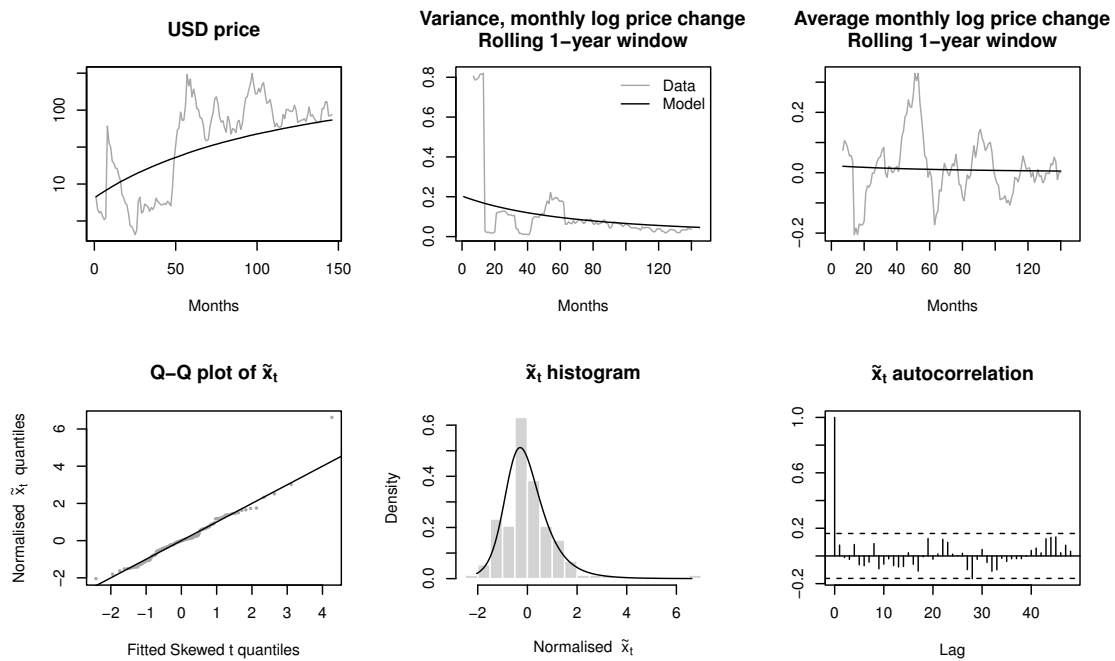 USD price
100
10
0 50 100 150
Months
Variance, monthly log price change
Rolling 1−year window
0.8
0.6
0.4
0.2
0.0
Data
Model
0 20 40 60 80 120
Months
Average monthly log price change
Rolling 1−year window
0.2
0.0
−0.2
0 20 40 60 80 120
Months
Q−Q plot of x̃t
Normalised x̃t quantiles
6
4
2
0
−2
−2 −1 0 1 2 3 4
Fitted Skewed t quantiles
x̃t histogram
Density
0.6
0.4
0.2
0.0
−2 0 2 4 6
Normalised x̃t
x̃t autocorrelation
1.0
0.6
0.2
−0.2
0 10 20 30 40
Lag